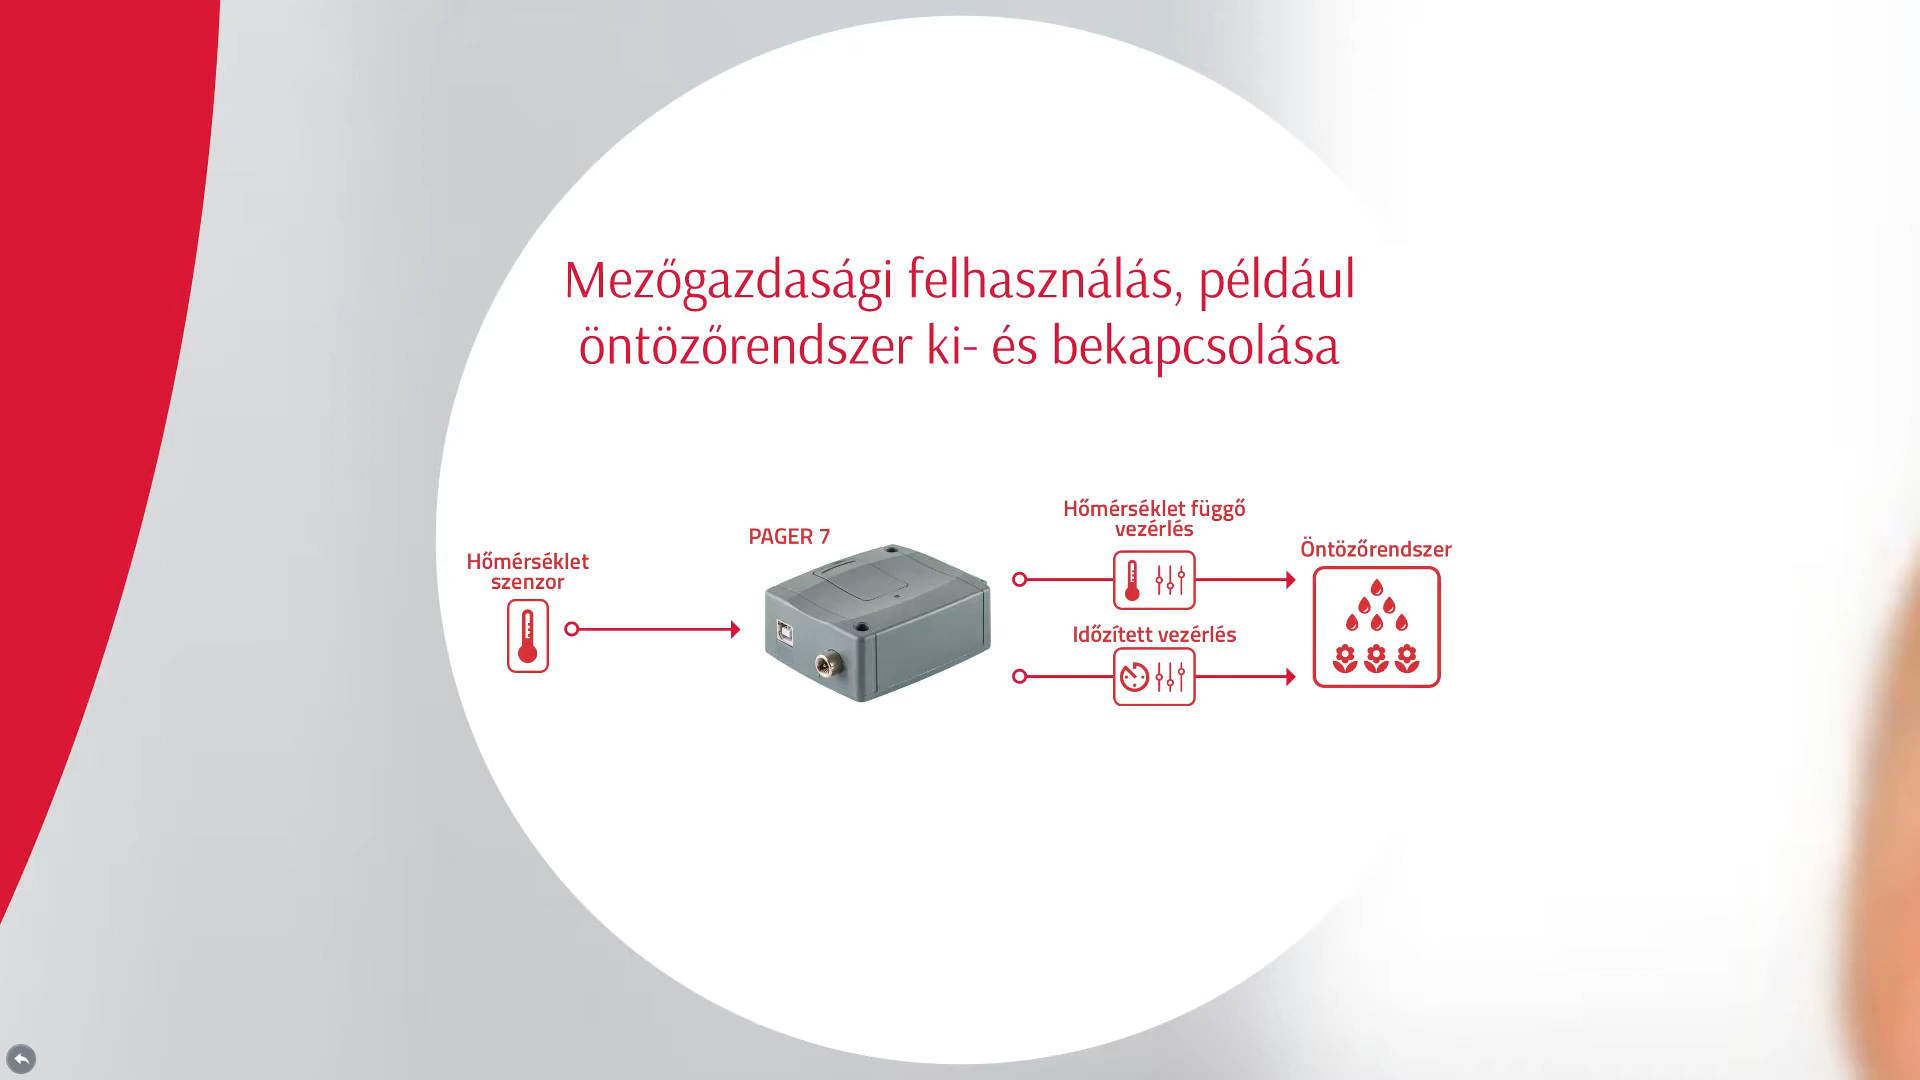 Mezőgazdasági felhasználás, például
öntözőrendszer ki- és bekapcsolása
Hőmérséklet
szenzor
PAGER 7
Hőmérséklet függő
vezérlés
Időzített vezérlés
Öntözőrendszer